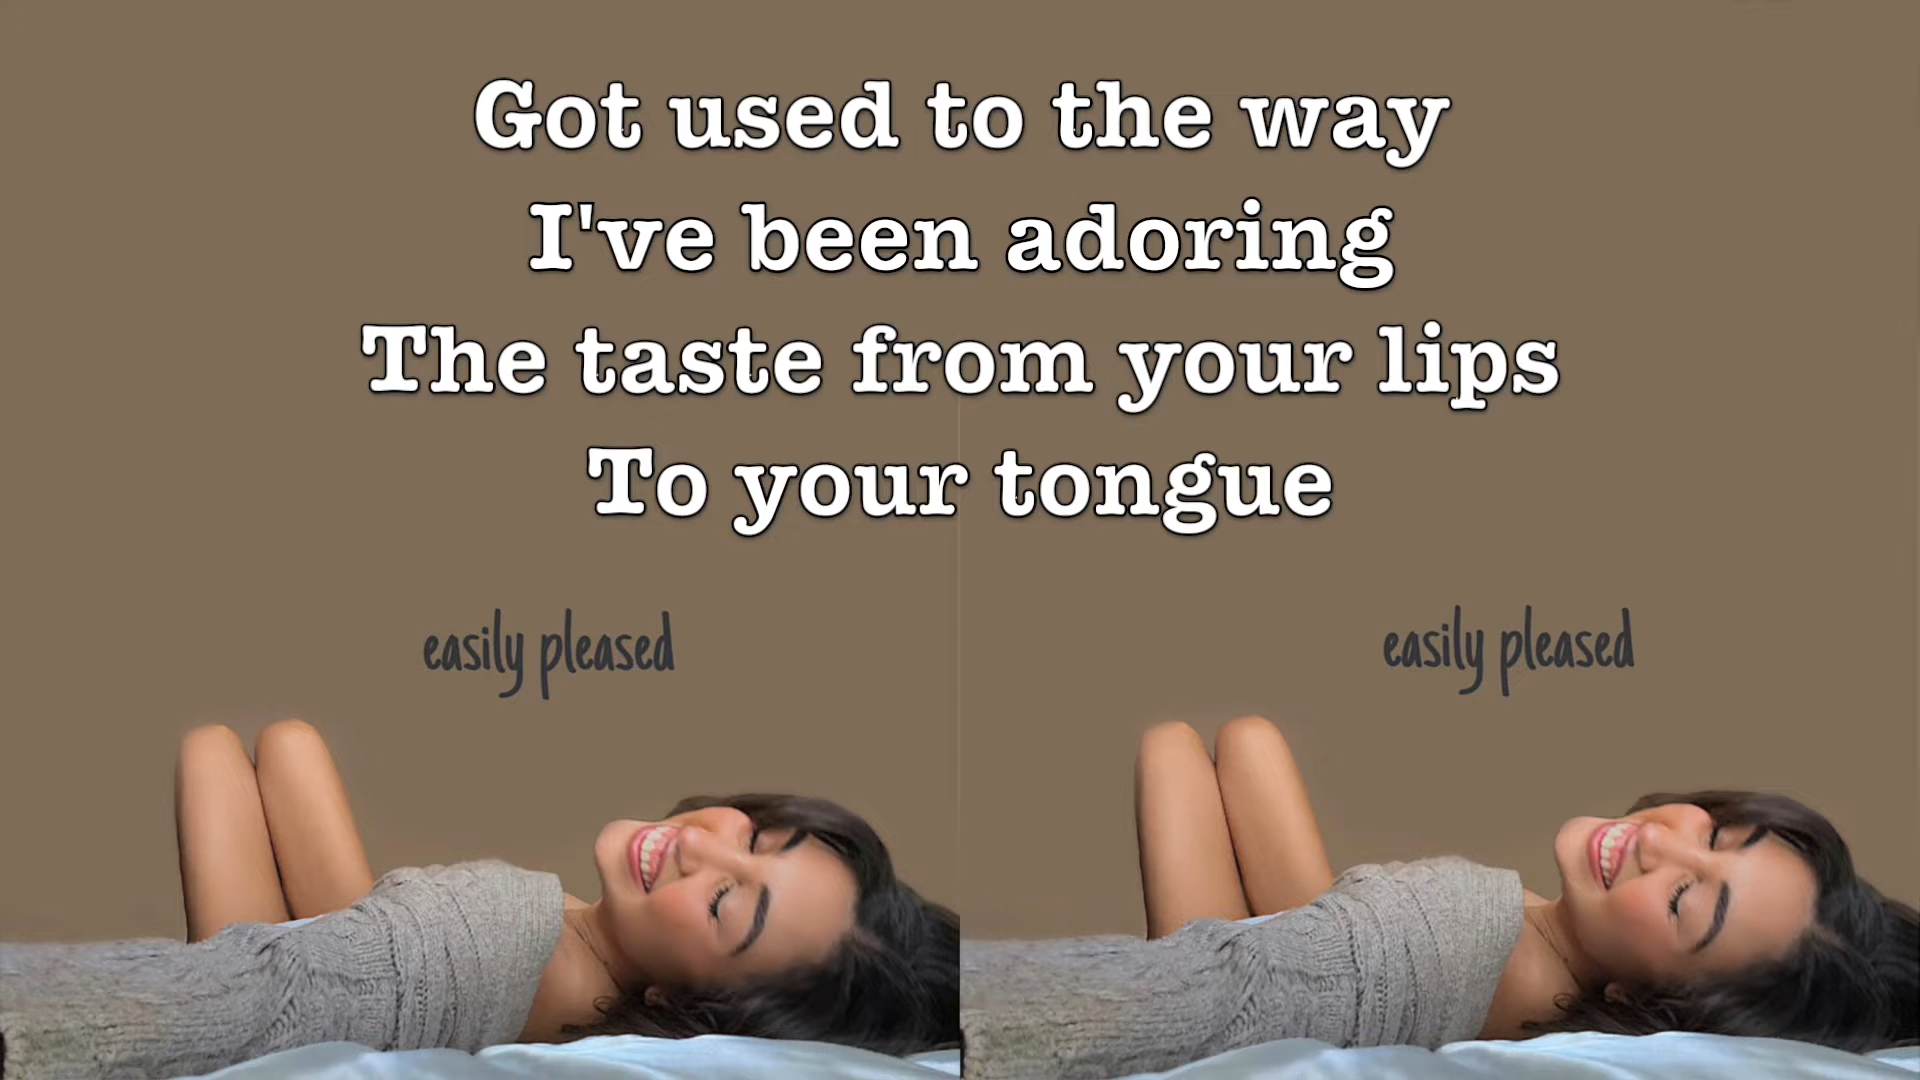 Got used to the way
I've been adoring
The taste from your lips
To your tongue
easily pleased
easily pleased